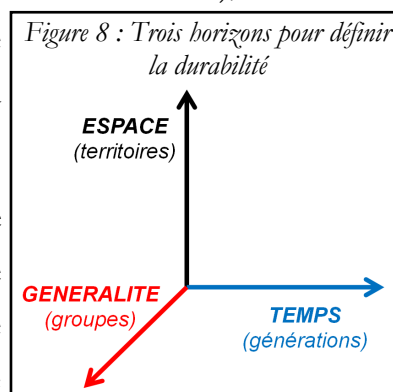 Figure 8 : Trois horizons pour définir
la durabilité
ESPACE
(territoires)
GENERALITE
(groupes)
TEMPS
(générations)